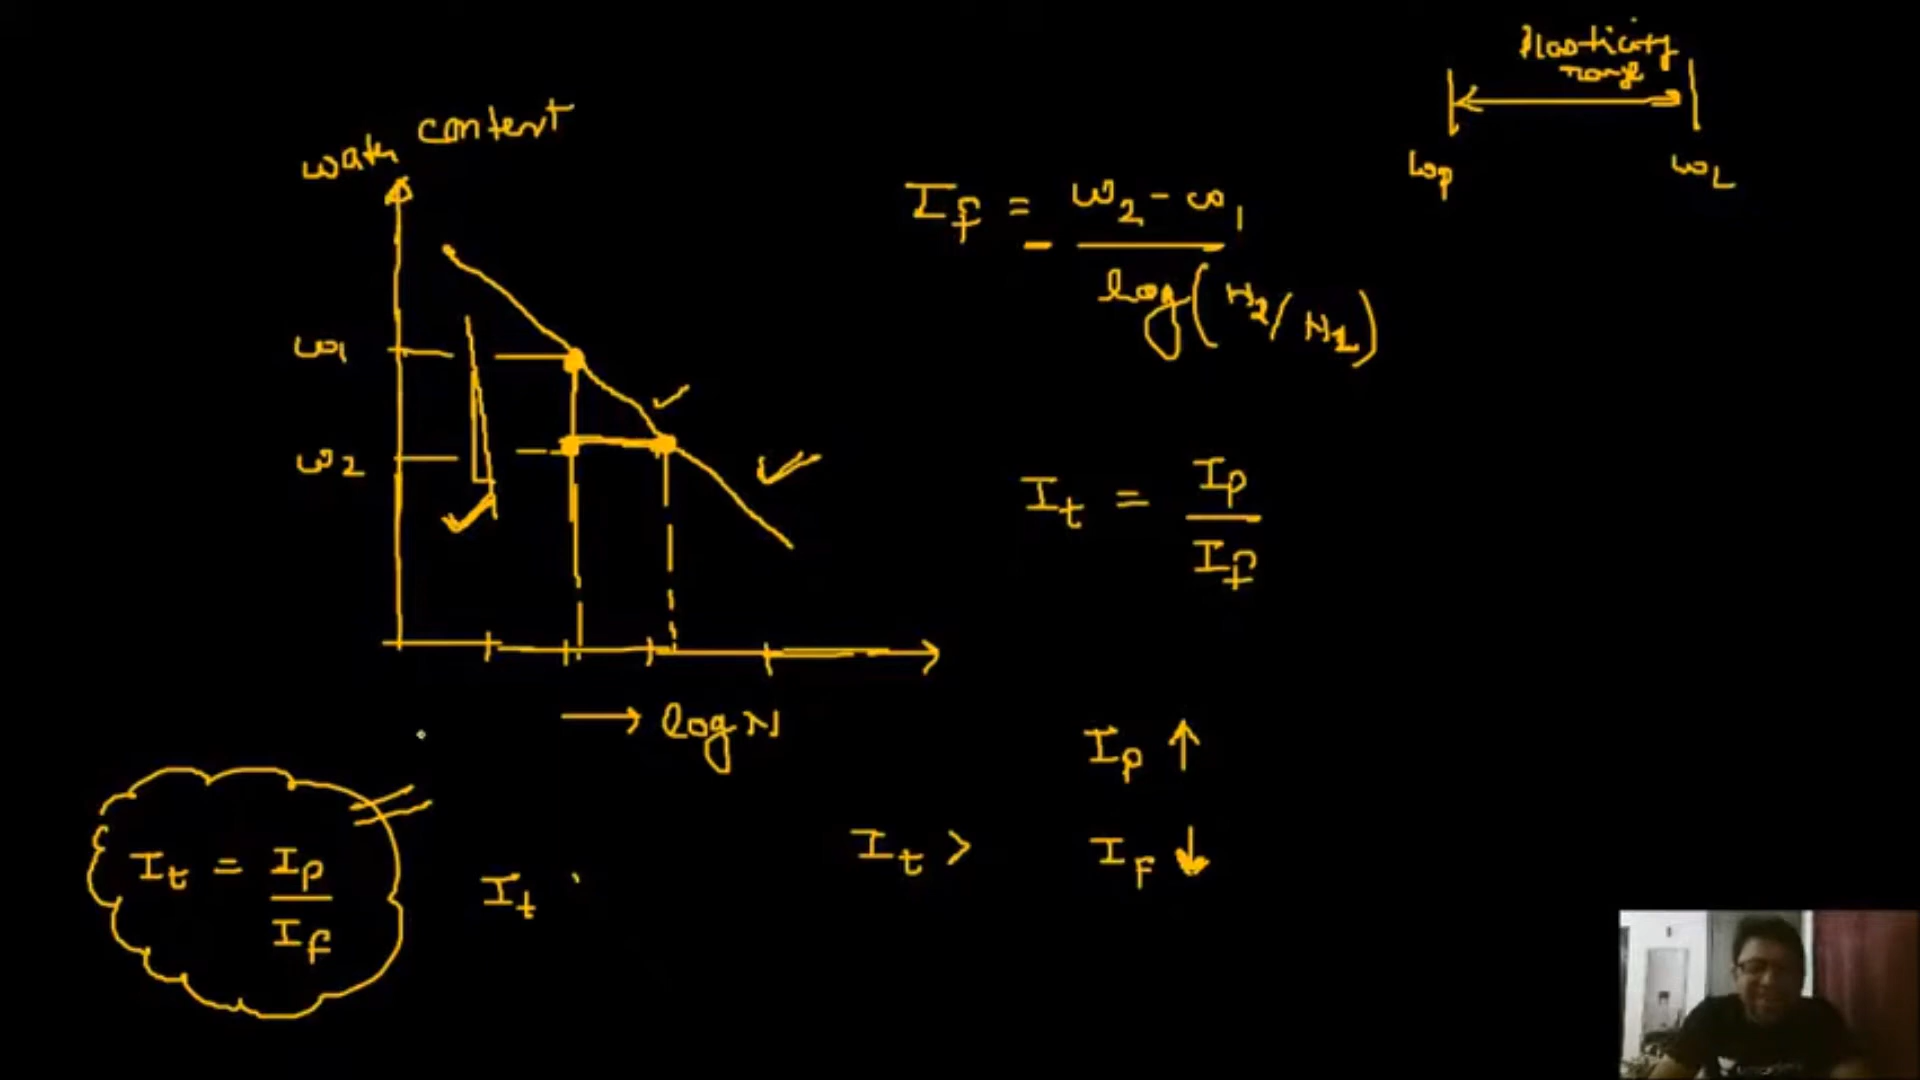 Plasticity
range
water content
wp
wL
If = - w2 - w1 / log(N2/N1)
w1
w2
It = Ip / If
→ log N
Ip ↑
It >
IF ↓
It = Ip / If
It